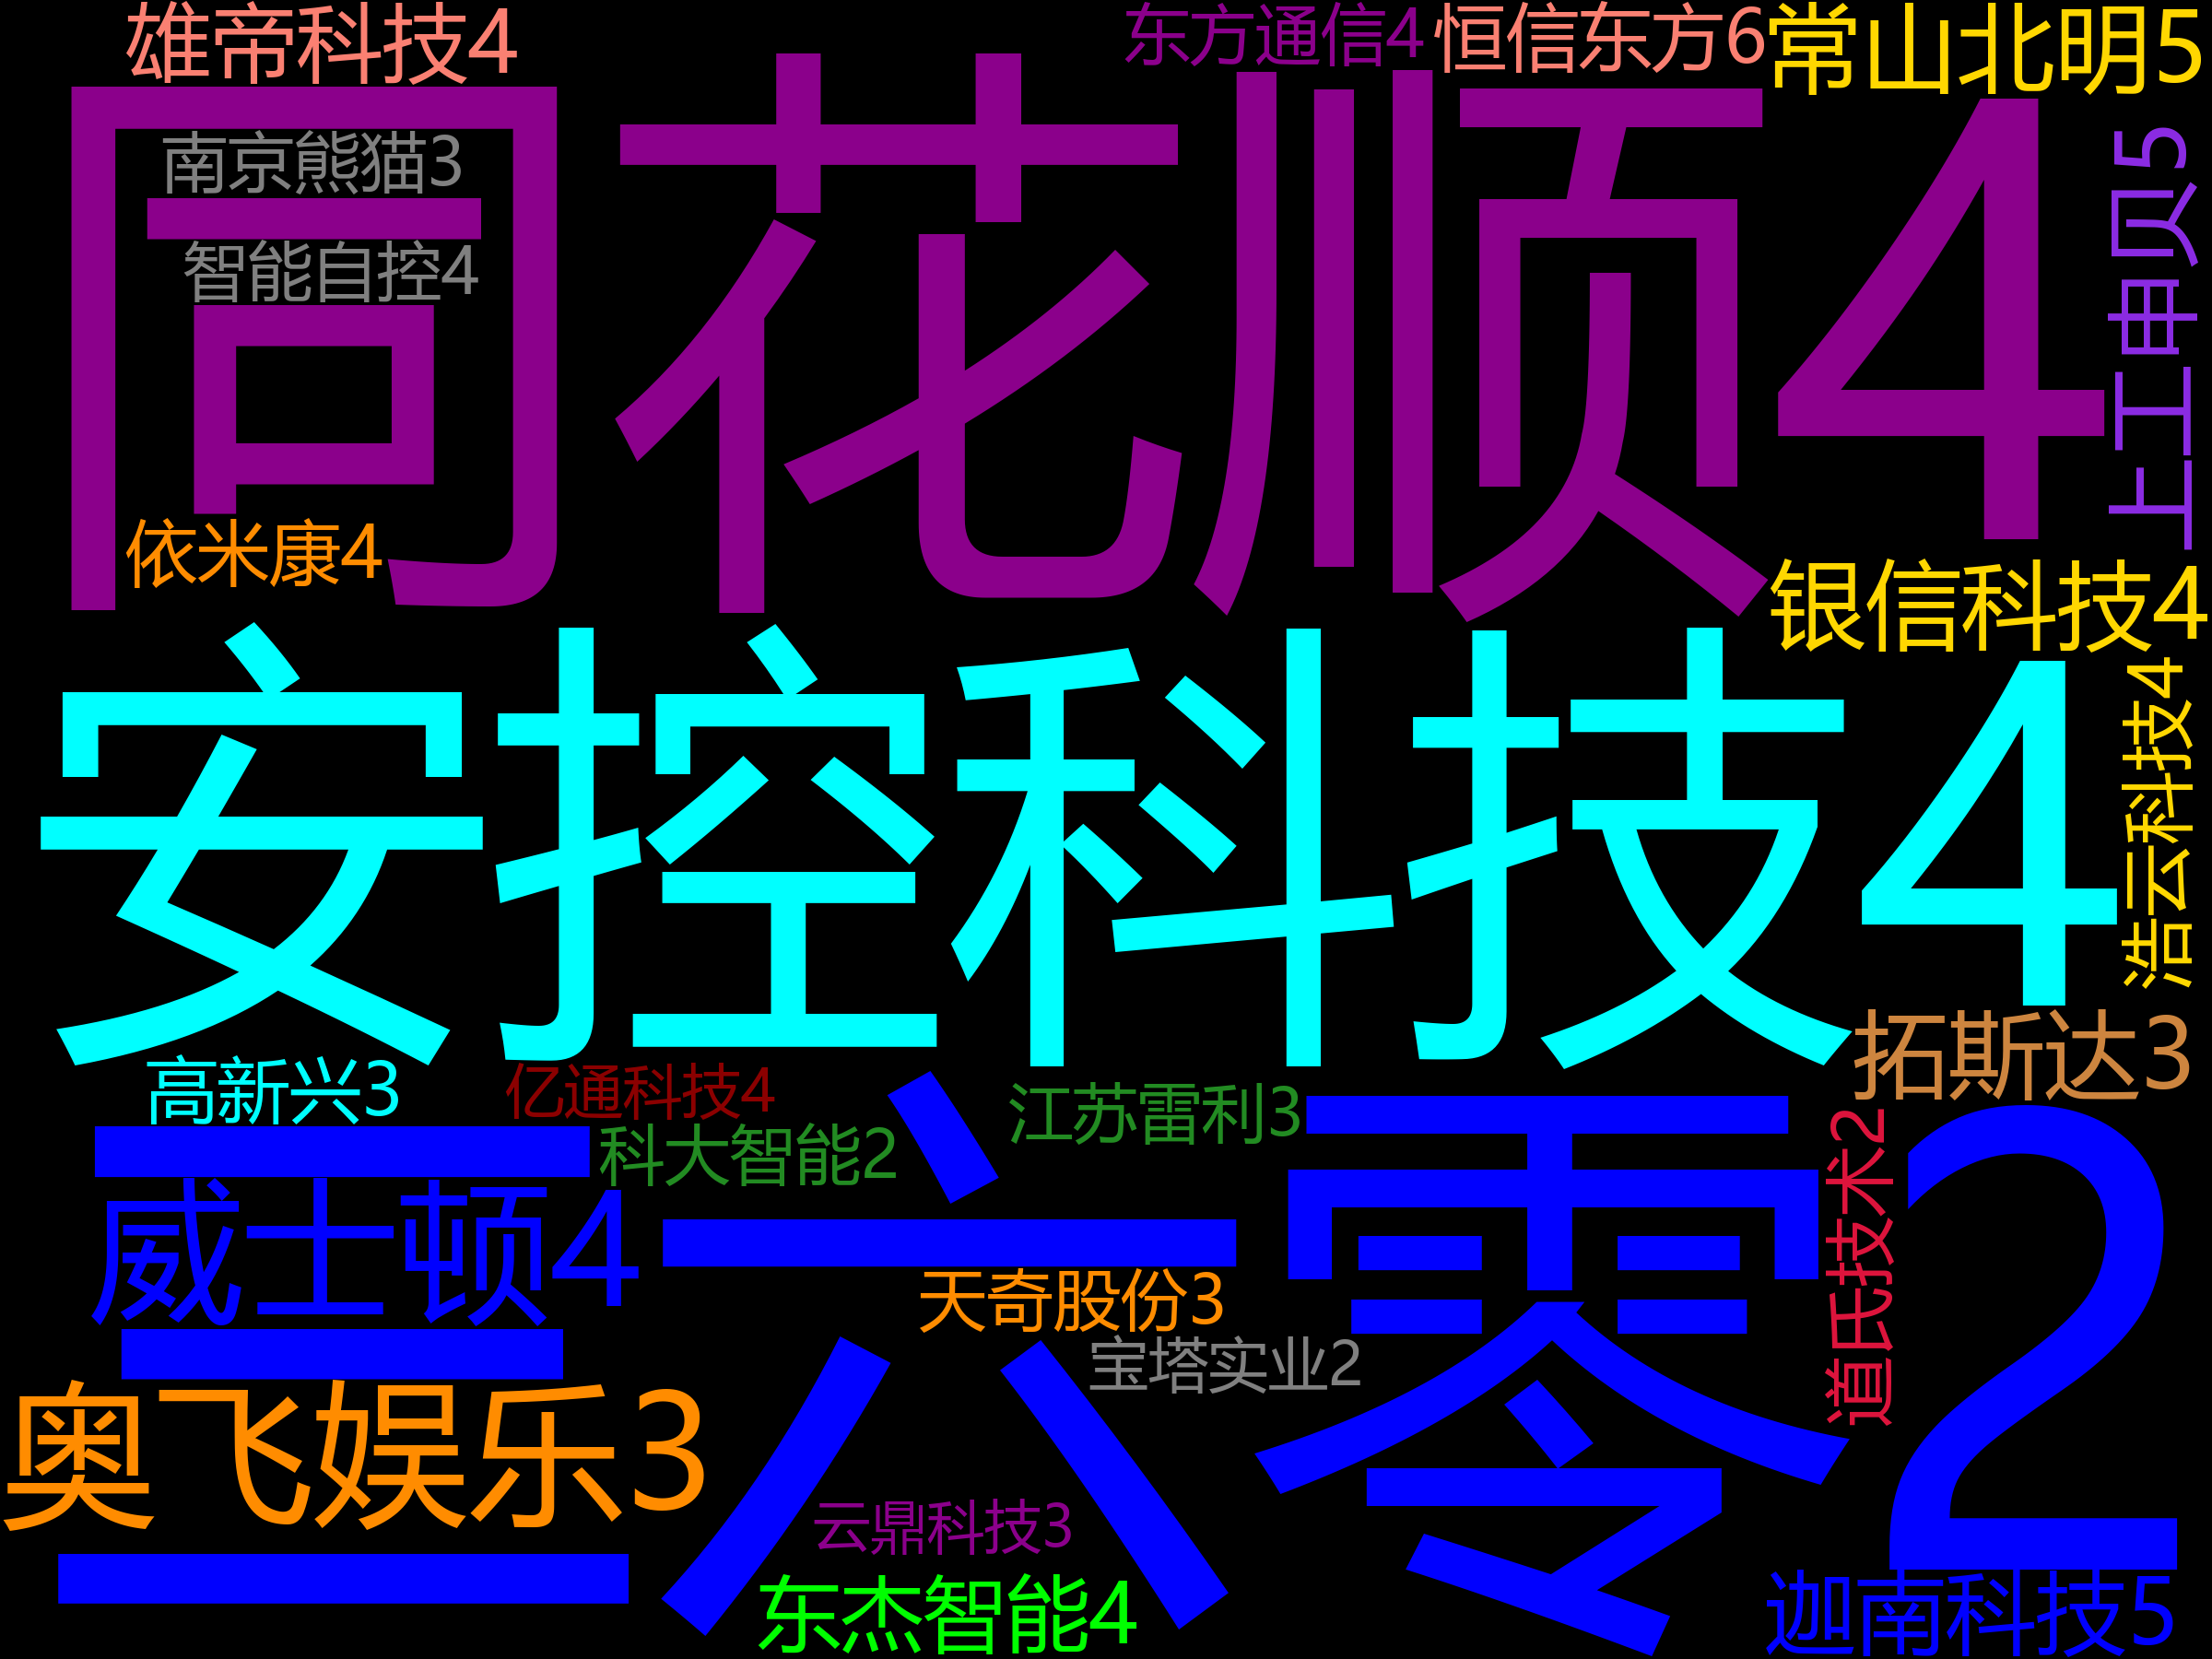 雄帝科技4
东方通信4
恒信东方6
常山北明5
同花顺4
南京熊猫3
智能自控4
上工申贝5
依米康4
银信科技4
安控科技4
浩云科技4
拓斯达3
高新兴3
亿通科技4
江苏雷利3
科大智能2
三六零2
威士顿4
道氏技术2
天奇股份3
宝塔实业2
奥飞娱乐3
云鼎科技3
东杰智能4
迦南科技5